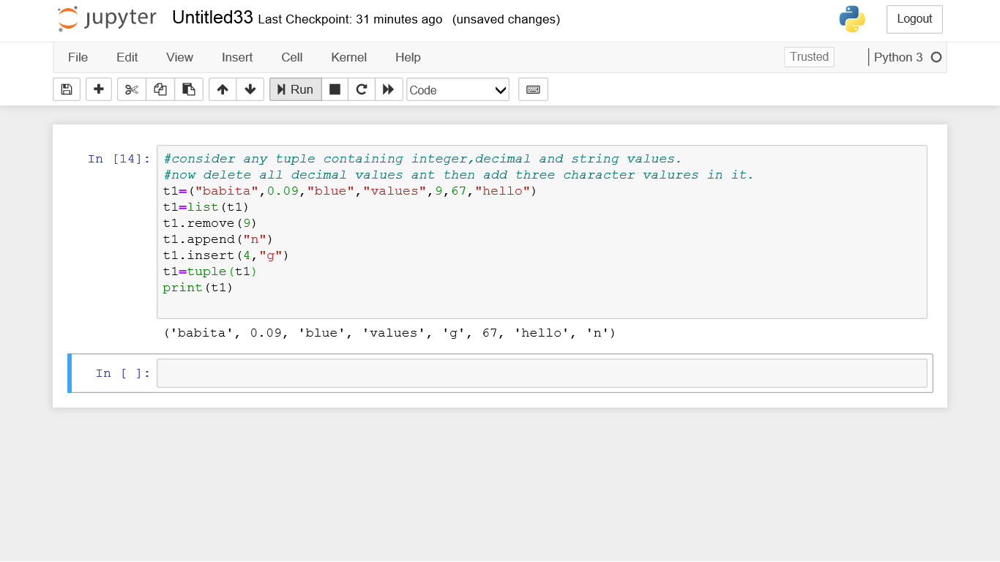 jupyter Untitled33 Last Checkpoint: 31 minutes ago (unsaved changes) Logout
File Edit View Insert Cell Kernel Help Trusted Python 3
Run Code
In [14]: #consider any tuple containing integer,decimal and string values.
#now delete all decimal values ant then add three character valures in it.
t1=("babita",0.09,"blue","values",9,67,"hello")
t1=list(t1)
t1.remove(9)
t1.append("n")
t1.insert(4,"g")
t1=tuple(t1)
print(t1)
('babita', 0.09, 'blue', 'values', 'g', 67, 'hello', 'n')
In [ ]: